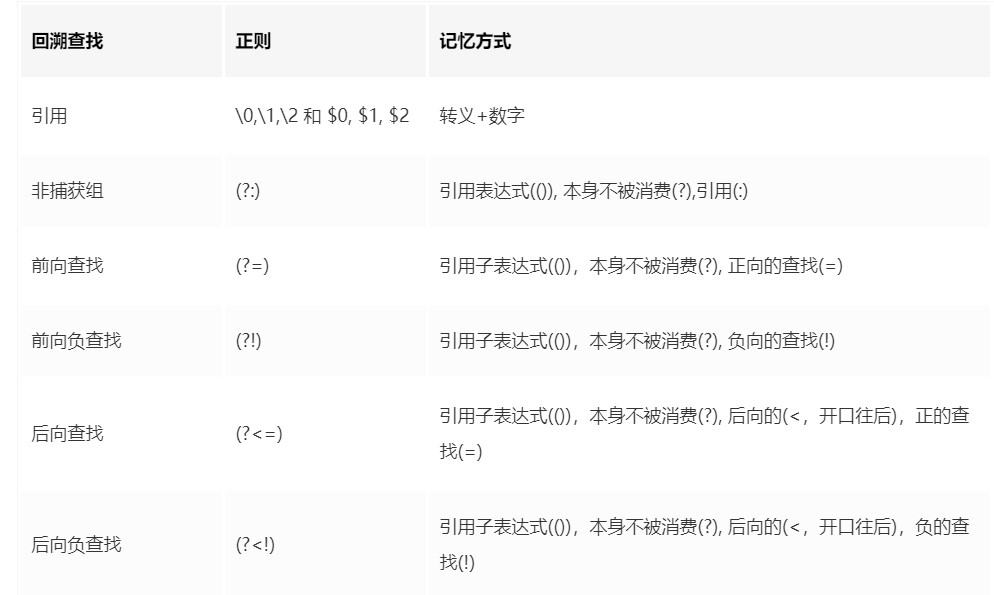 回溯查找 正则 记忆方式
引用 \0,\1,\2 和 $0, $1, $2 转义+数字
非捕获组 (?:) 引用表达式(()), 本身不被消费(?),引用(:)
前向查找 (?=) 引用子表达式(())，本身不被消费(?), 正向的查找(=)
前向负查找 (?!) 引用子表达式(())，本身不被消费(?), 负向的查找(!)
后向查找 (?<=) 引用子表达式(())，本身不被消费(?), 后向的(<，开口往后)，正的查
找(=)
后向负查找 (?<!) 引用子表达式(())，本身不被消费(?), 后向的(<，开口往后)，负的查
找(!)